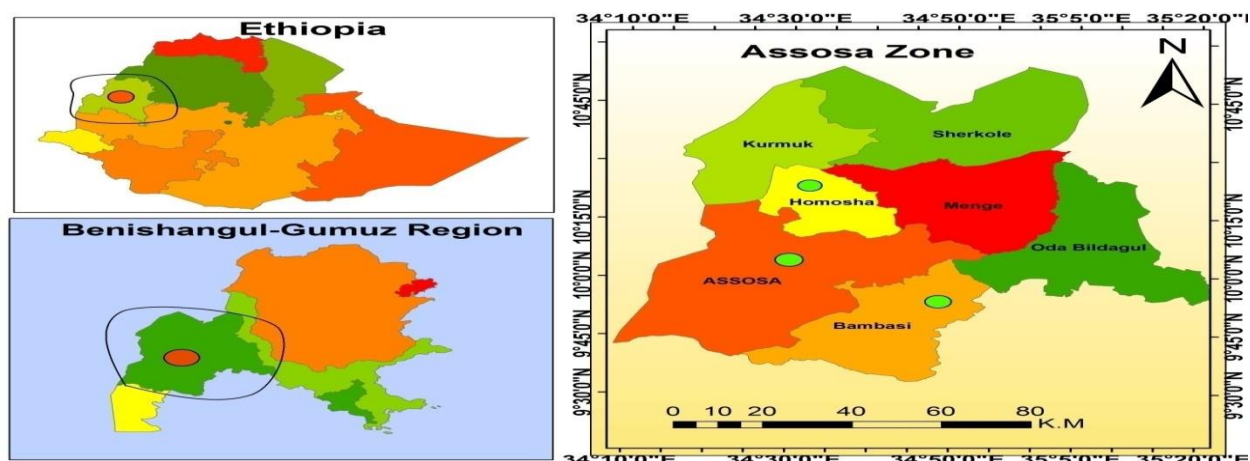 Ethiopia
Benishangul-Gumuz Region
34°10'0"E 34°30'0"E 34°50'0"E 35°5'0"E 35°20'0"E
Assosa Zone
N
10°45'0"N
10°45'0"N
Sherkole
Kurmuk
Homosha
Menge
10°15'0"N
10°15'0"N
Oda Bildagul
ASSOSA
10°0'0"N
10°0'0"N
Bambasi
9°45'0"N
9°45'0"N
9°30'0"N
9°30'0"N
0 10 20 40 60 80
K.M
34°10'0"E 34°30'0"E 34°50'0"E 35°5'0"E 35°20'0"E